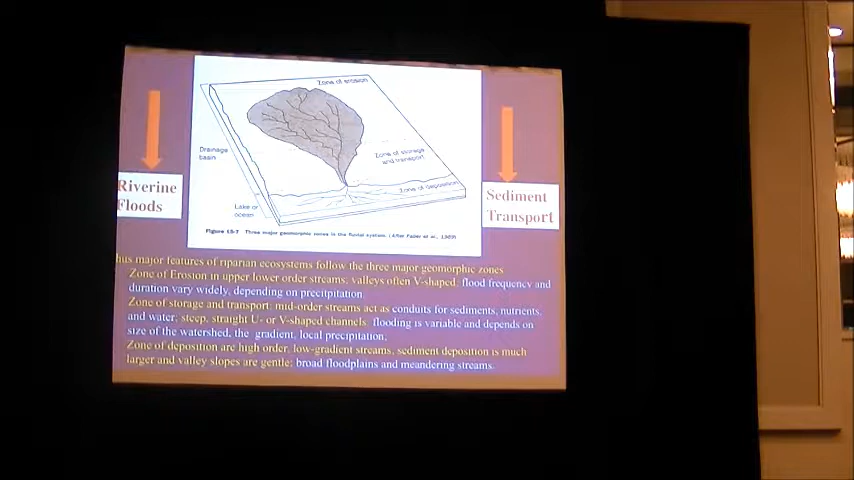 Zone of erosion
Drainage
basin
Zone of storage
and transport
Zone of deposition
Lake or
ocean
Riverine
Floods
Sediment
Transport
Figure 15-7 Three major geomorphic zones in the fluvial system. (After
hus major features of riparian ecosystems follow the three major geomorphic zones
Zone of Erosion in upper lower order streams; valleys often V-shaped; flood frequency and
duration vary widely, depending on precipitation.
Zone of storage and transport: mid-order streams act as conduits for sediments, nutrients,
and water; steep, straight U- or V-shaped channels. flooding is variable and depends on
size of the watershed, the gradient, local precipitation;
Zone of deposition are high order, low-gradient streams, sediment deposition is much
larger and valley slopes are gentle; broad floodplains and meandering streams.